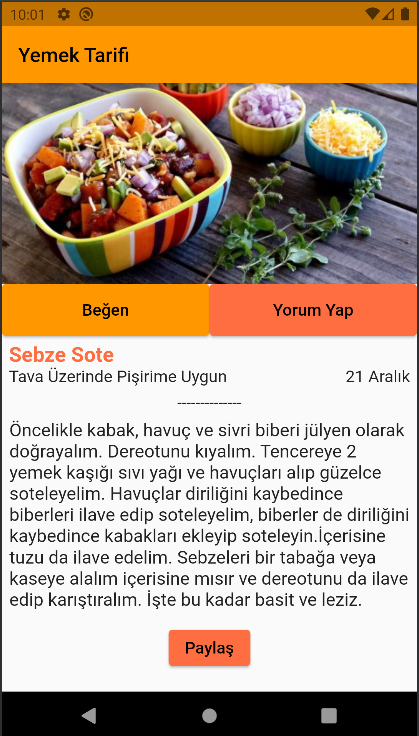 10:01
Yemek Tarifi
Beğen
Yorum Yap
Sebze Sote
Tava Üzerinde Pişirime Uygun
21 Aralık
--------------
Öncelikle kabak, havuç ve sivri biberi jülyen olarak
doğrayalım. Dereotunu kıyalım. Tencereye 2
yemek kaşığı sıvı yağı ve havuçları alıp güzelce
soteleyelim. Havuçlar diriliğini kaybedince
biberleri ilave edip soteleyelim, biberler de diriliğini
kaybedince kabakları ekleyip soteleyin.İçerisine
tuzu da ilave edelim. Sebzeleri bir tabağa veya
kaseye alalım içerisine mısır ve dereotunu da ilave
edip karıştıralım. İşte bu kadar basit ve leziz.
Paylaş